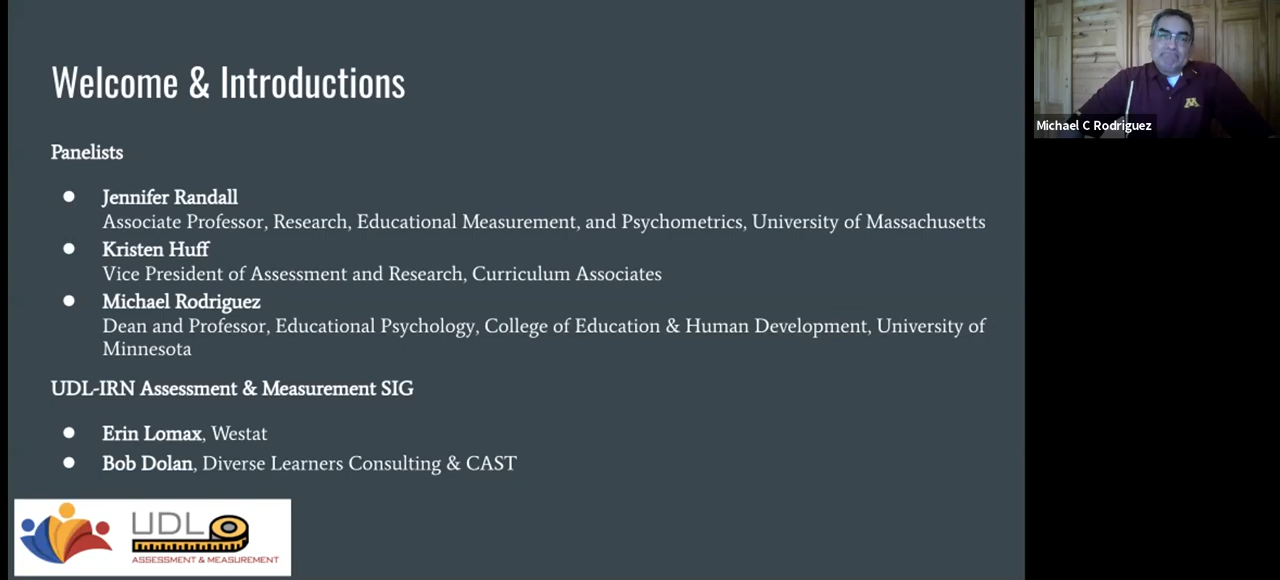 Welcome & Introductions
Panelists
Jennifer Randall
Associate Professor, Research, Educational Measurement, and Psychometrics, University of Massachusetts
Kristen Huff
Vice President of Assessment and Research, Curriculum Associates
Michael Rodriguez
Dean and Professor, Educational Psychology, College of Education & Human Development, University of
Minnesota
UDL-IRN Assessment & Measurement SIG
Erin Lomax, Westat
Bob Dolan, Diverse Learners Consulting & CAST
UDL
ASSESSMENT & MEASUREMENT
M
Michael C Rodriguez